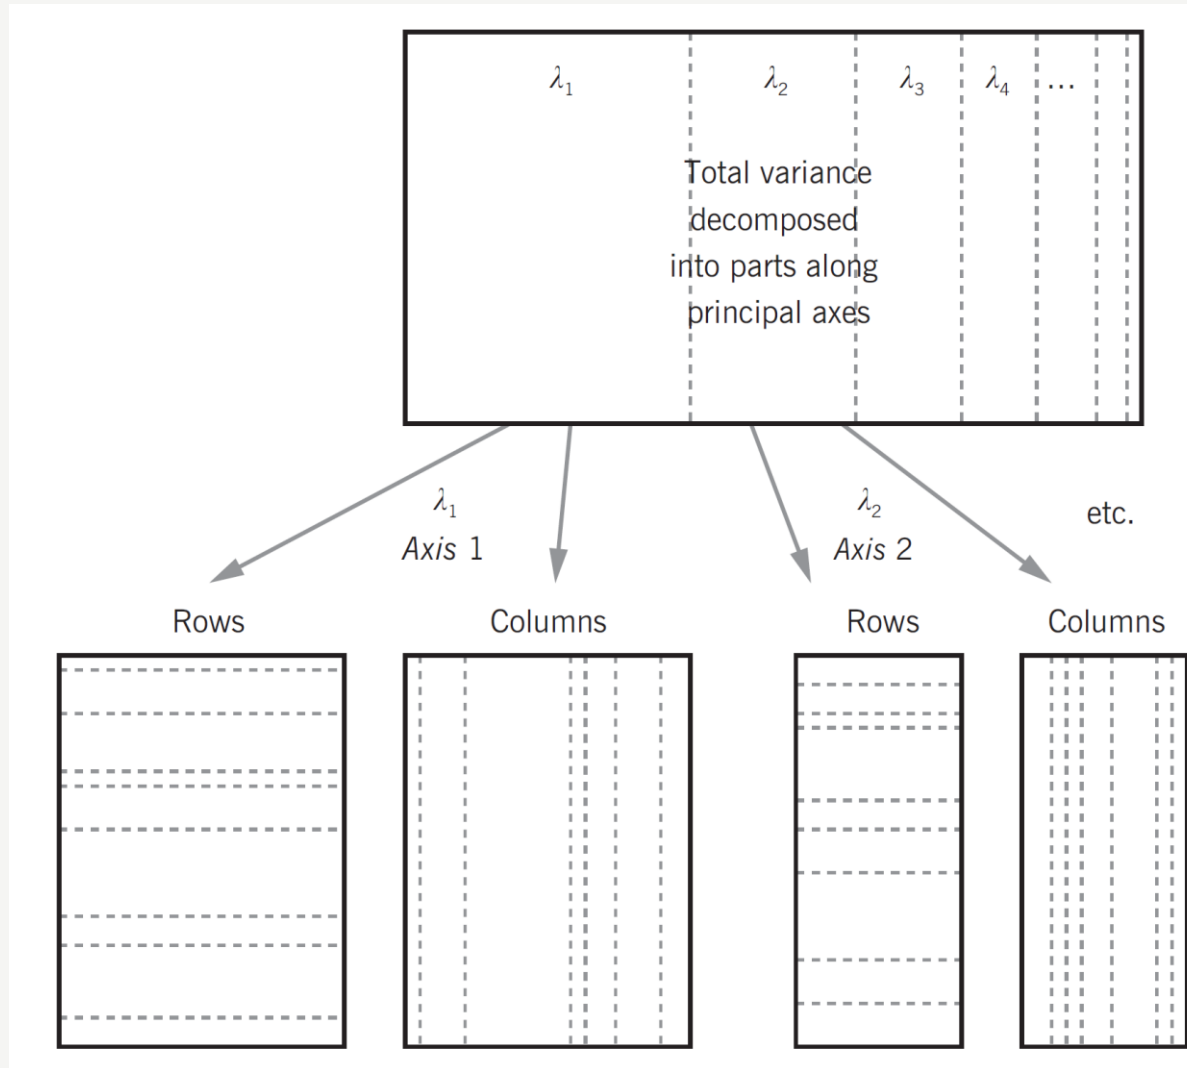 λ₁ λ₂ λ₃ λ₄ ...
Total variance
decomposed
into parts along
principal axes
λ₁
Axis 1
λ₂
Axis 2
etc.
Rows
Columns
Rows
Columns